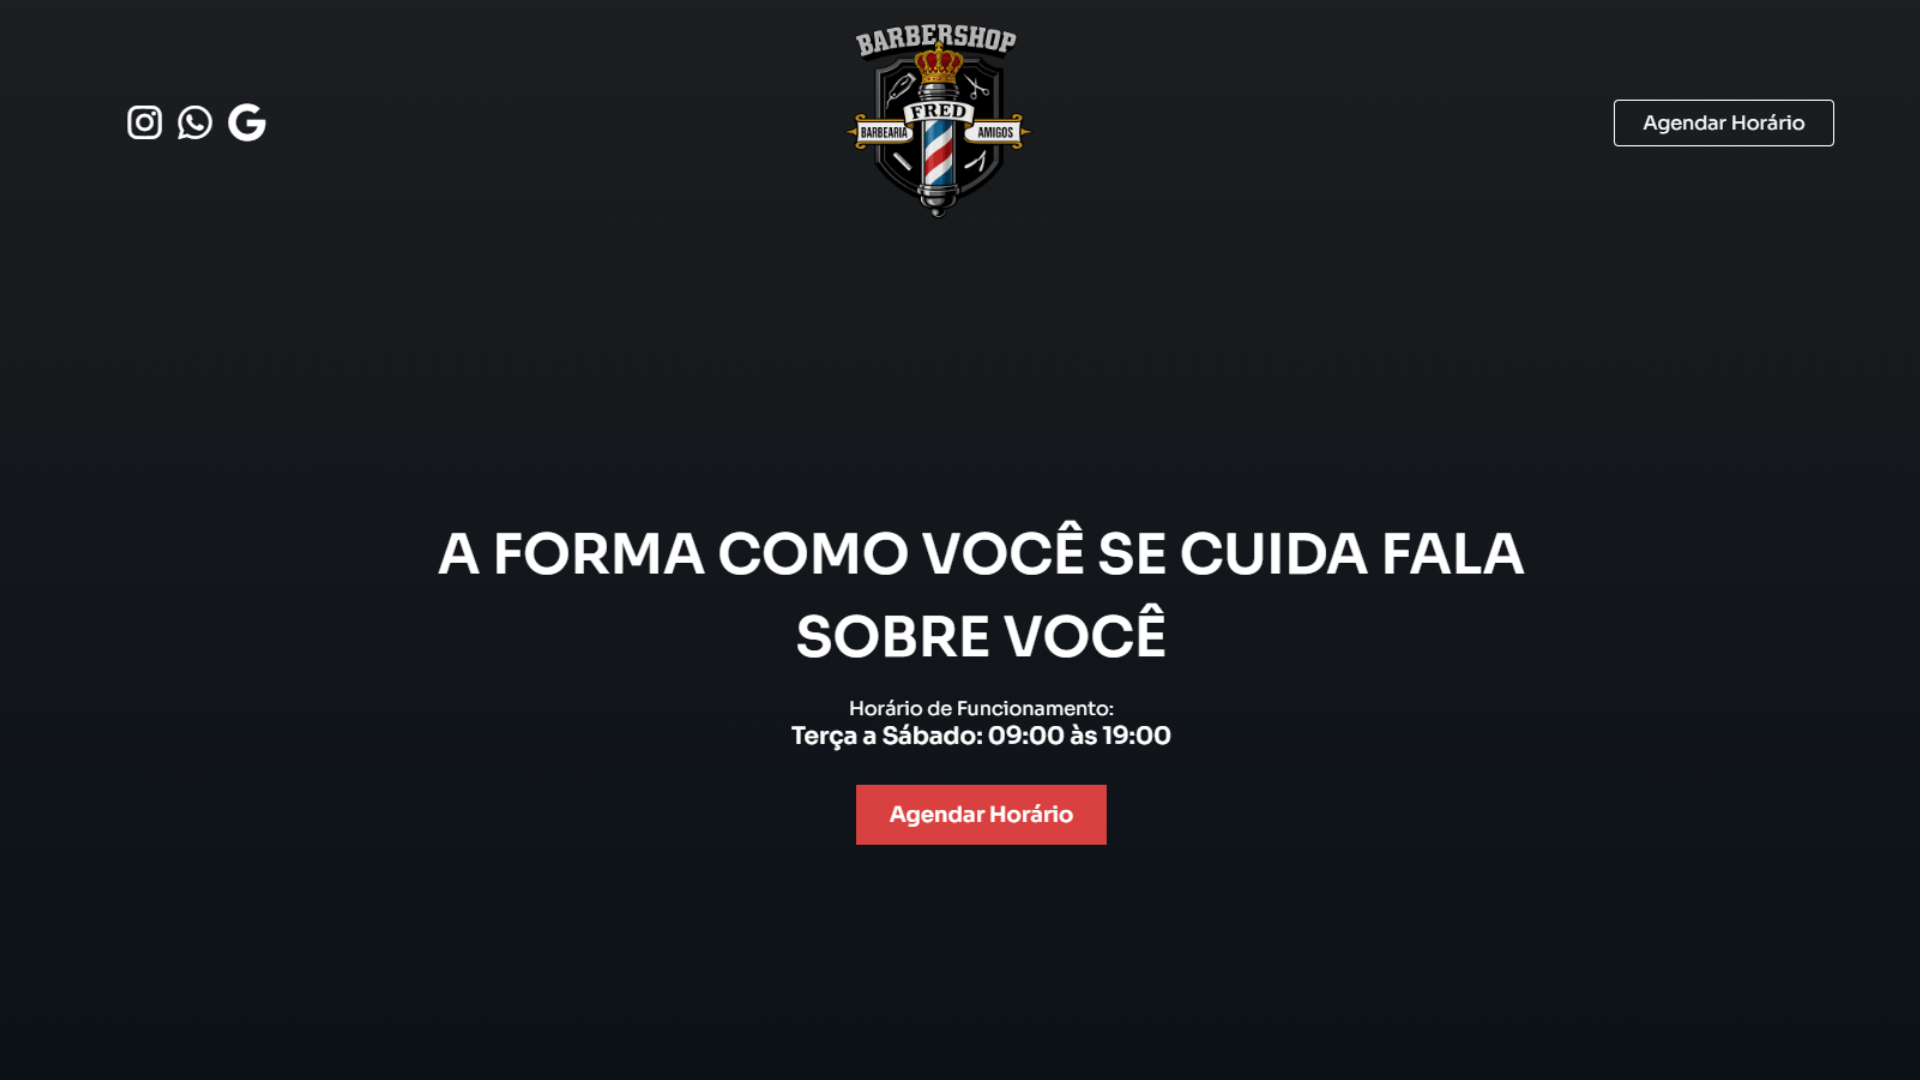 BARBERSHOP
FRED
BARBEARIA
AMIGOS
Agendar Horário
A FORMA COMO VOCÊ SE CUIDA FALA
SOBRE VOCÊ
Horário de Funcionamento:
Terça a Sábado: 09:00 às 19:00
Agendar Horário